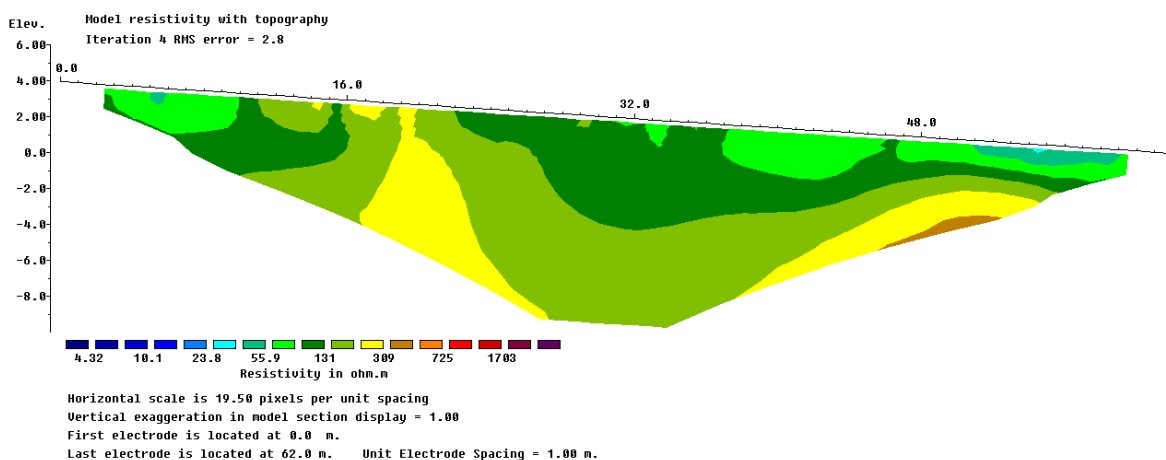 Model resistivity with topography
Elev.
Iteration 4 RMS error = 2.8
6.00
0.0
4.00
16.0
2.00
32.0
48.0
0.0
-2.00
-4.00
-6.00
-8.00
4.32 10.1 23.8 55.9 131 309 725 1703
Resistivity in ohm.m
Horizontal scale is 19.50 pixels per unit spacing
Vertical exaggeration in model section display = 1.00
First electrode is located at 0.0 m.
Last electrode is located at 62.0 m. Unit Electrode Spacing = 1.00 m.